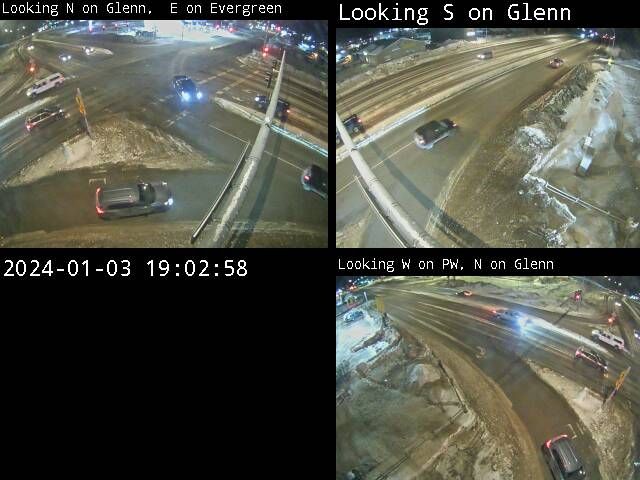 Looking N on Glenn, E on Evergreen
Looking S on Glenn
2024-01-03 19:02:58
Looking W on PW, N on Glenn